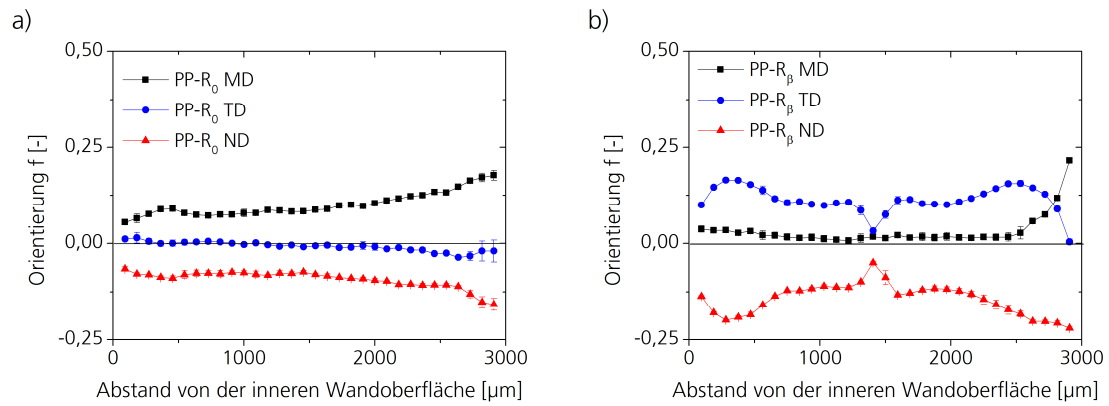 a)
0,50
0,25
0,00
-0,25
Orientierung f [-]
PP-R₀ MD
PP-R₀ TD
PP-R₀ ND
0
1000
2000
3000
Abstand von der inneren Wandoberfläche [µm]
b)
0,50
0,25
0,00
-0,25
Orientierung f [-]
PP-Rᵦ MD
PP-Rᵦ TD
PP-Rᵦ ND
0
1000
2000
3000
Abstand von der inneren Wandoberfläche [µm]